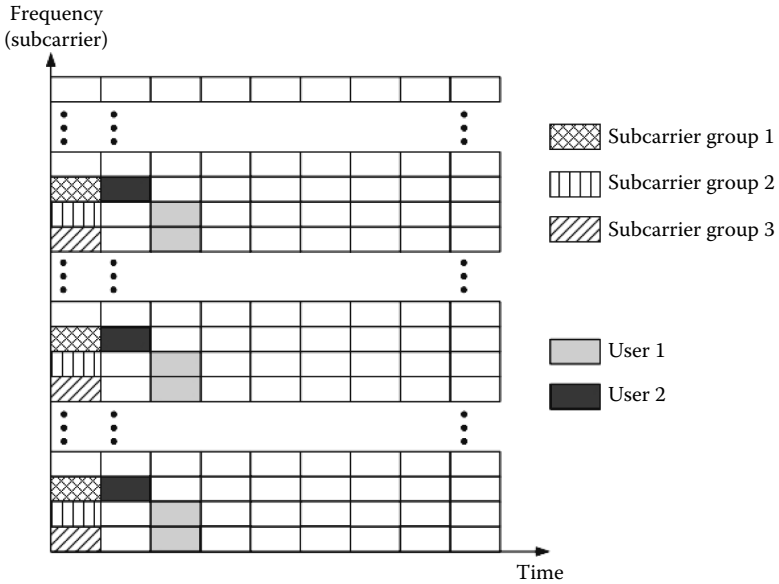 Frequency
(subcarrier)
Subcarrier group 1
Subcarrier group 2
Subcarrier group 3
User 1
User 2
Time